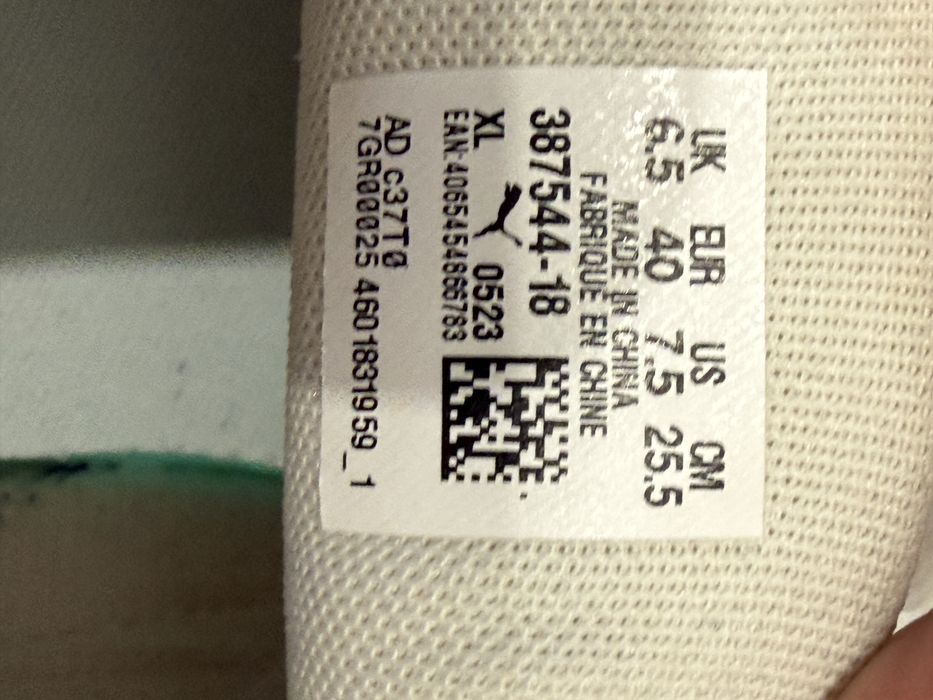 UK EUR US CM
6.5 40 7.5 25.5
MADE IN CHINA
FABRIQUE EN CHINE
387544-18
XL 0523
EAN:4065454866783
AD c37T0
7GR00025 4601831959_1